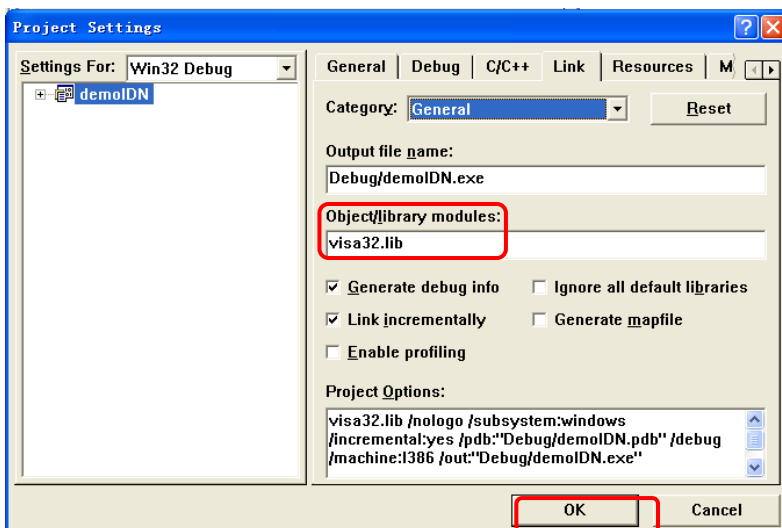 Project Settings
Settings For: Win32 Debug
demoIDN
General Debug C/C++ Link Resources M
Category: General Reset
Output file name:
Debug/demoIDN.exe
Object/library modules:
visa32.lib
Generate debug info Ignore all default libraries
Link incrementally Generate mapfile
Enable profiling
Project Options:
visa32.lib /nologo /subsystem:windows
/incremental:yes /pdb:"Debug/demoIDN.pdb" /debug
/machine:I386 /out:"Debug/demoIDN.exe"
OK Cancel